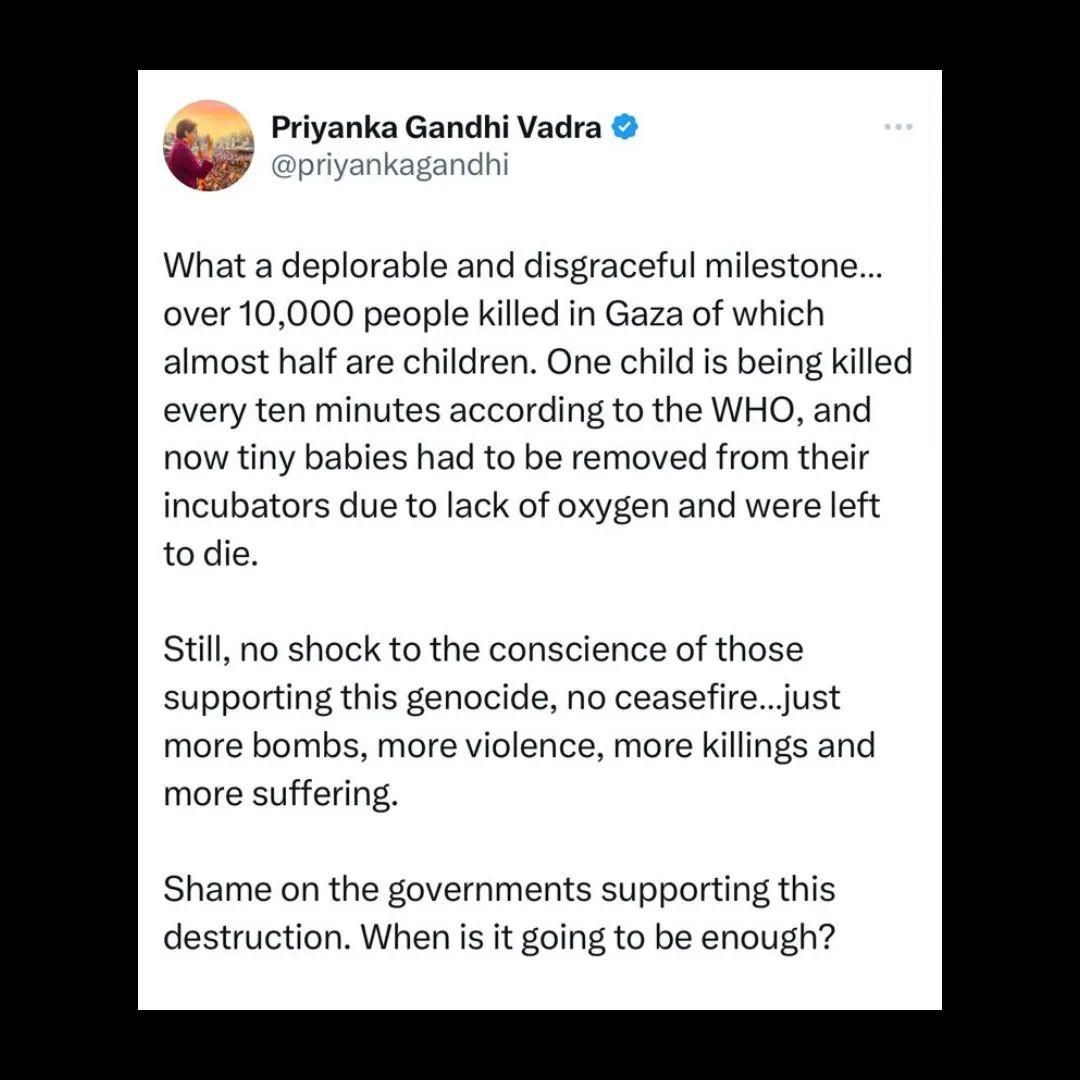 Priyanka Gandhi Vadra
@priyankagandhi
What a deplorable and disgraceful milestone...
over 10,000 people killed in Gaza of which
almost half are children. One child is being killed
every ten minutes according to the WHO, and
now tiny babies had to be removed from their
incubators due to lack of oxygen and were left
to die.
Still, no shock to the conscience of those
supporting this genocide, no ceasefire...just
more bombs, more violence, more killings and
more suffering.
Shame on the governments supporting this
destruction. When is it going to be enough?